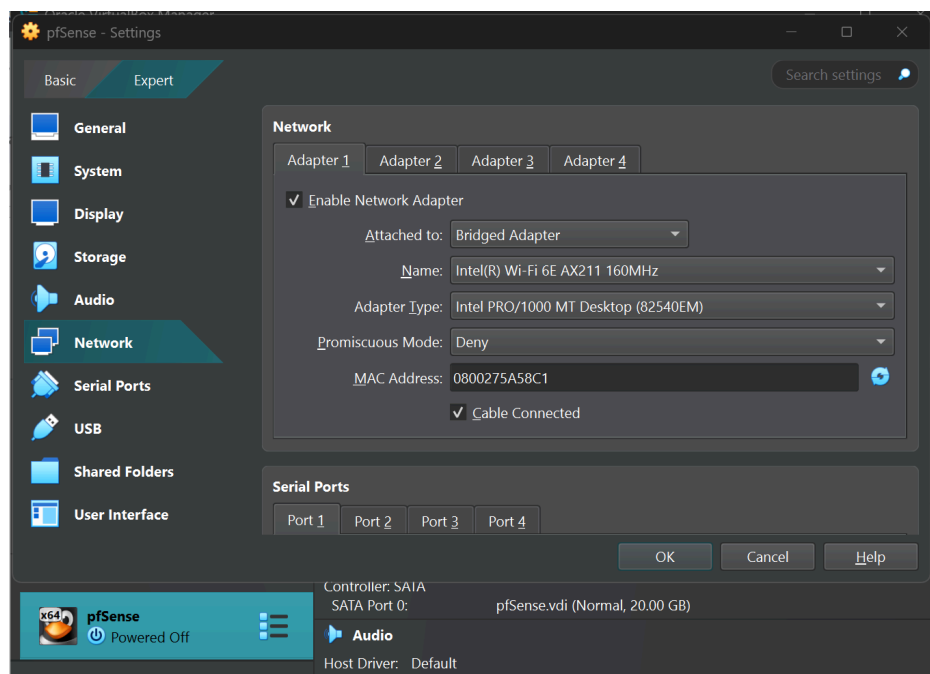 Oracle VirtualBox Manager
pfSense - Settings
Basic
Expert
Search settings
General
System
Display
Storage
Audio
Network
Serial Ports
USB
Shared Folders
User Interface
Network
Adapter 1
Adapter 2
Adapter 3
Adapter 4
Enable Network Adapter
Attached to: Bridged Adapter
Name: Intel(R) Wi-Fi 6E AX211 160MHz
Adapter Type: Intel PRO/1000 MT Desktop (82540EM)
Promiscuous Mode: Deny
MAC Address: 0800275A58C1
Cable Connected
Serial Ports
Port 1
Port 2
Port 3
Port 4
OK
Cancel
Help
Controller: SATA
SATA Port 0: pfSense.vdi (Normal, 20.00 GB)
x64
pfSense
Powered Off
Audio
Host Driver: Default